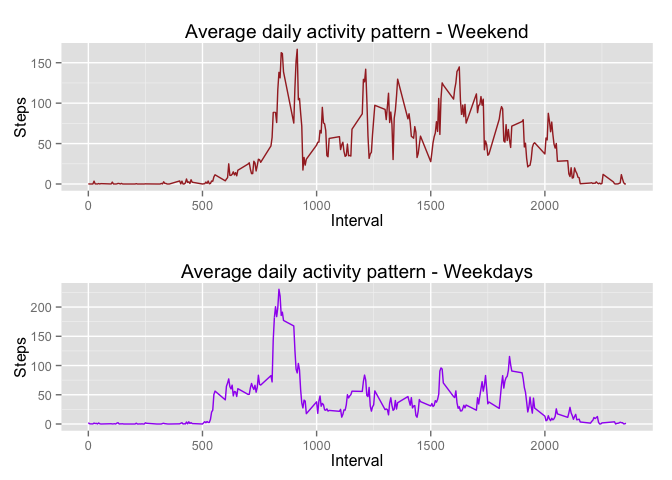 Average daily activity pattern - Weekend
150
100
50
0
Steps
0 500 1000 1500 2000
Interval
Average daily activity pattern - Weekdays
200
150
100
50
0
Steps
0 500 1000 1500 2000
Interval